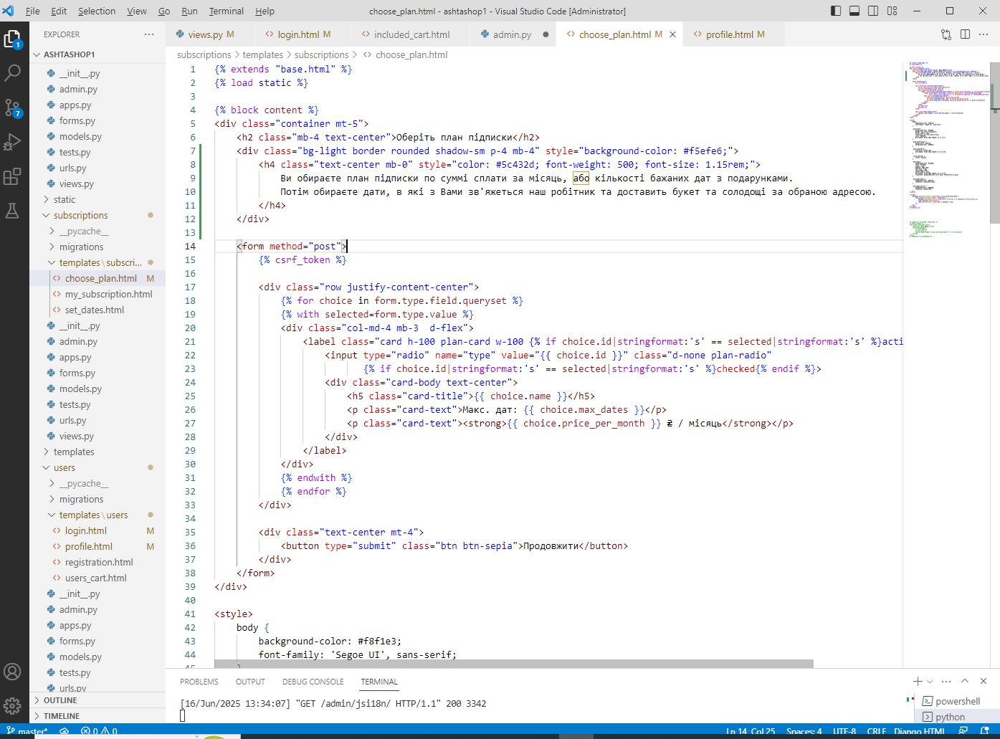 File Edit Selection View Go Run Terminal Help
choose_plan.html - ashtashop1 - Visual Studio Code [Administrator]
EXPLORER
ASHTASHOP1
__init__.py
admin.py
apps.py
forms.py
models.py
tests.py
urls.py
views.py
static
subscriptions
__pycache__
migrations
templates\subscri...
choose_plan.html M
my_subscription.html
set_dates.html
__init__.py
admin.py
apps.py
forms.py
models.py
tests.py
urls.py
views.py
templates
users
__pycache__
migrations
templates\users
login.html M
profile.html M
registration.html
users_cart.html
__init__.py
admin.py
apps.py
forms.py
models.py
tests.py
urls.py
OUTLINE
TIMELINE
1
7
views.py M login.html M included_cart.html admin.py choose_plan.html M profile.html M
subscriptions > templates > subscriptions > choose_plan.html
1 {% extends "base.html" %}
2 {% load static %}
3
4 {% block content %}
5 <div class="container mt-5">
6 <h2 class="mb-4 text-center">Оберіть план підписки</h2>
7 <div class="bg-light border rounded shadow-sm p-4 mb-4" style="background-color: #f5efe6;">
8 <h4 class="text-center mb-0" style="color: #5c432d; font-weight: 500; font-size: 1.15rem;">
9 Ви обираєте план підписки по суммі сплати за місяць, або кількості бажаних дат з подарунками.
10 Потім обираєте дати, в які з Вами зв'яжеться наш робітник та доставить букет та солодощі за обраною адресою.
11 </h4>
12 </div>
13
14 <form method="post">
15 {% csrf_token %}
16
17 <div class="row justify-content-center">
18 {% for choice in form.type.field.queryset %}
19 {% with selected=form.type.value %}
20 <div class="col-md-4 mb-3  d-flex">
21 <label class="card h-100 plan-card w-100 {% if choice.id|stringformat:'s' == selected|stringformat:'s' %}acti
22 <input type="radio" name="type" value="{{ choice.id }}" class="d-none plan-radio"
23 {% if choice.id|stringformat:'s' == selected|stringformat:'s' %}checked{% endif %}>
24 <div class="card-body text-center">
25 <h5 class="card-title">{{ choice.name }}</h5>
26 <p class="card-text">Макс. дат: {{ choice.max_dates }}</p>
27 <p class="card-text"><strong>{{ choice.price_per_month }} ₴ / місяць</strong></p>
28 </div>
29 </label>
30 </div>
31 {% endwith %}
32 {% endfor %}
33 </div>
34
35 <div class="text-center mt-4">
36 <button type="submit" class="btn btn-sepia">Продовжити</button>
37 </div>
38 </form>
39 </div>
40
41 <style>
42 body {
43 background-color: #f8f1e3;
44 font-family: 'Segoe UI', sans-serif;
45 }
PROBLEMS OUTPUT DEBUG CONSOLE TERMINAL
[16/Jun/2025 13:34:07] "GET /admin/jsi18n/ HTTP/1.1" 200 3342
powershell
python
master* 0 0 Ln 14, Col 25 Spaces: 4 UTF-8 CRLF Django HTML